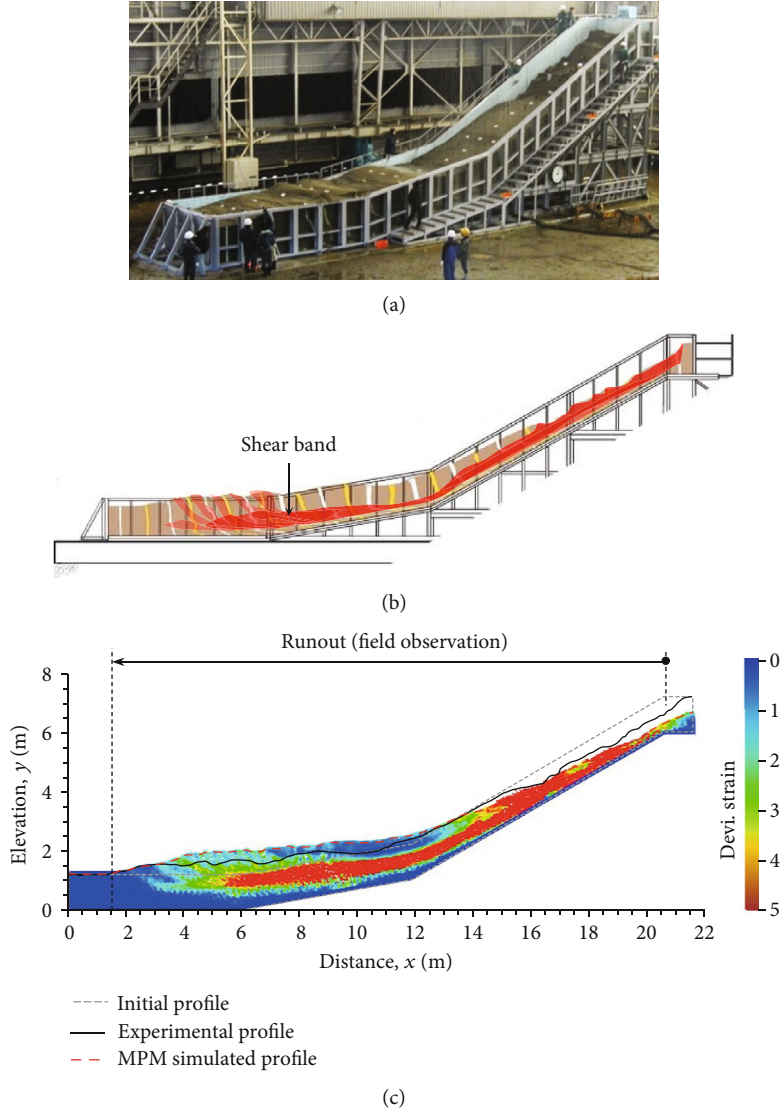 (a)
Shear band
(b)
Runout (field observation)
8
6
4
2
0
Elevation, y (m)
0 2 4 6 8 10 12 14 16 18 20 22
Distance, x (m)
0
1
2
3
4
5
Devi. strain
Initial profile
Experimental profile
MPM simulated profile
(c)